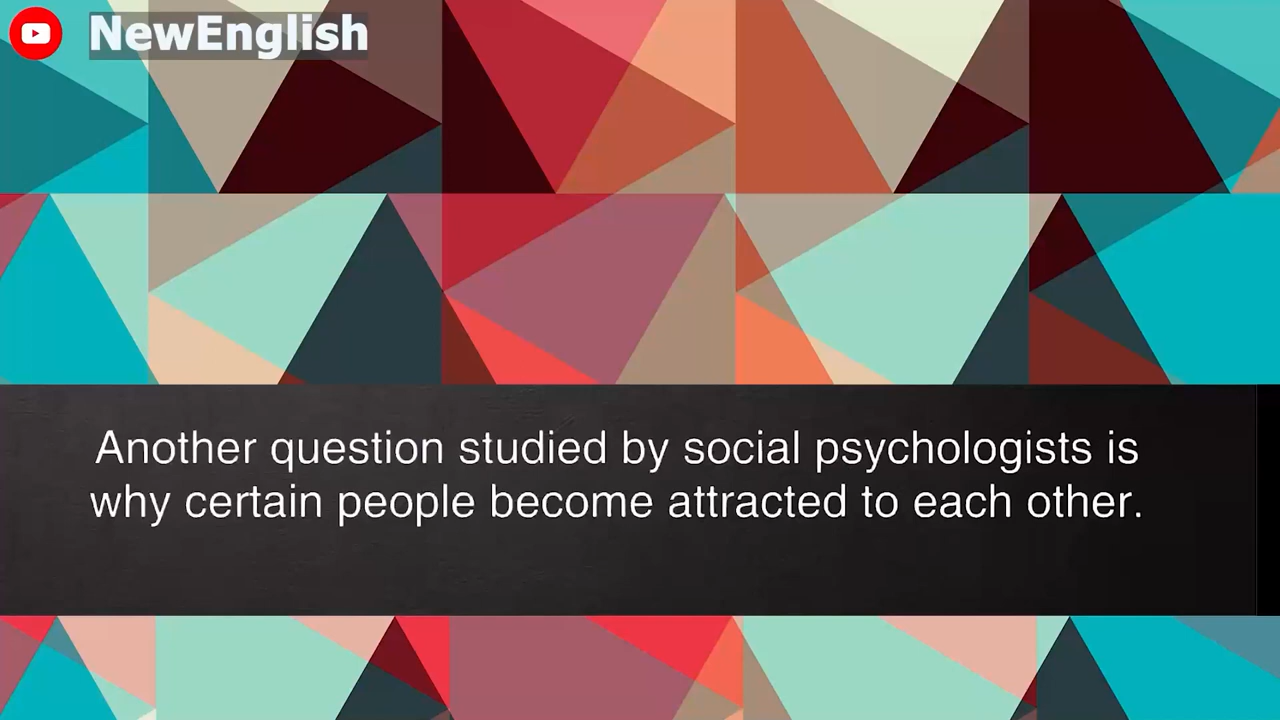 NewEnglish
Another question studied by social psychologists is
why certain people become attracted to each other.